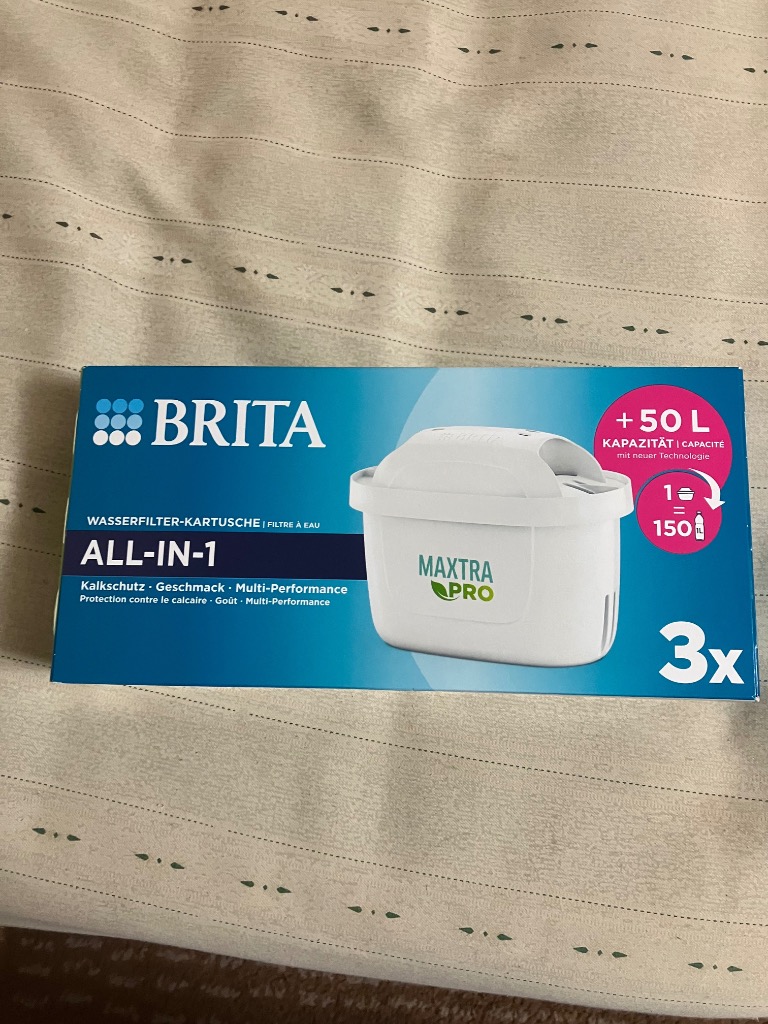 BRITA
WASSERFILTER-KARTUSCHE | FILTRE À EAU
ALL-IN-1
Kalkschutz · Geschmack · Multi-Performance
Protection contre le calcaire · Goût · Multi-Performance
MAXTRA
PRO
+ 50 L
KAPAZITÄT | CAPACITÉ
mit neuer Technologie
1
=
150
1L
3x